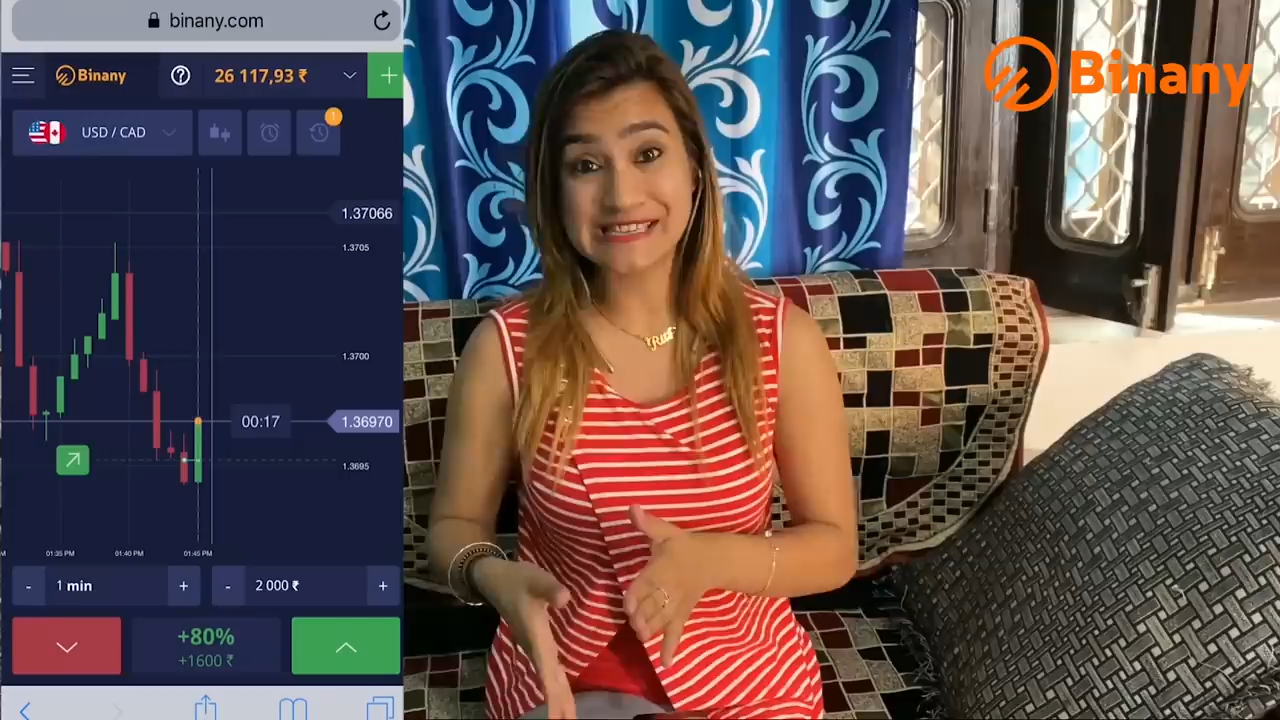 binany.com
Binany
?
26 117,93 ₹
+
Binany
USD / CAD
1
1.37066
1.3705
1.3700
00:17
1.36970
1.3695
01:35 PM
01:40 PM
01:45 PM
- 1 min +
- 2 000 ₹ +
+80%
+1600 ₹